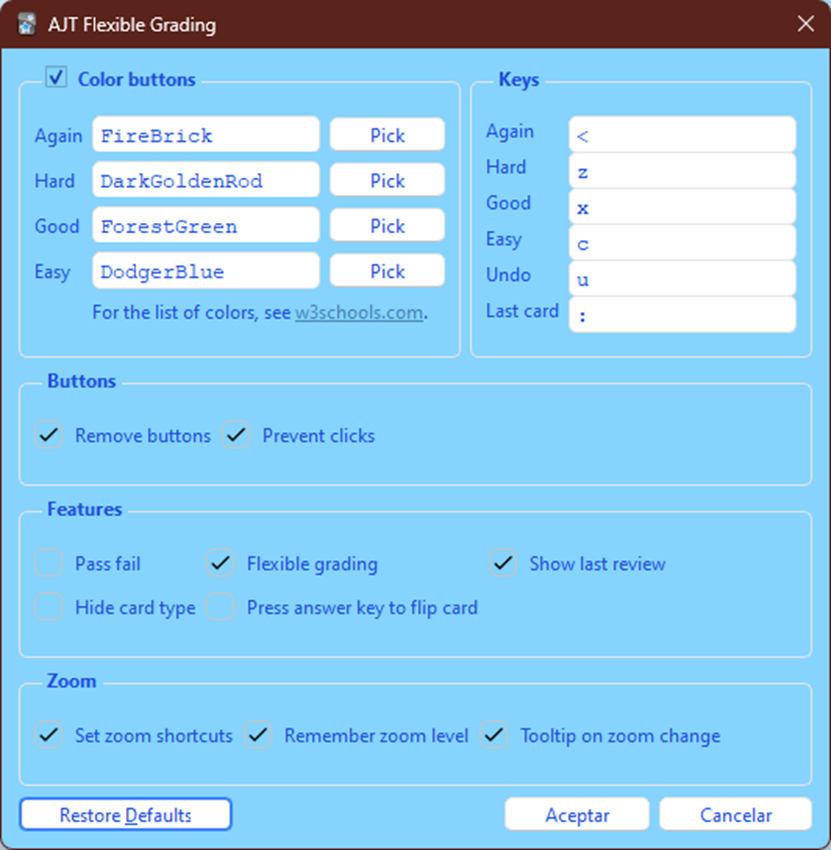 AJT Flexible Grading
Color buttons
Again FireBrick Pick
Hard DarkGoldenRod Pick
Good ForestGreen Pick
Easy DodgerBlue Pick
For the list of colors, see w3schools.com.
Keys
Again <
Hard z
Good x
Easy c
Undo u
Last card :
Buttons
Remove buttons Prevent clicks
Features
Pass fail Flexible grading Show last review
Hide card type Press answer key to flip card
Zoom
Set zoom shortcuts Remember zoom level Tooltip on zoom change
Restore Defaults Aceptar Cancelar